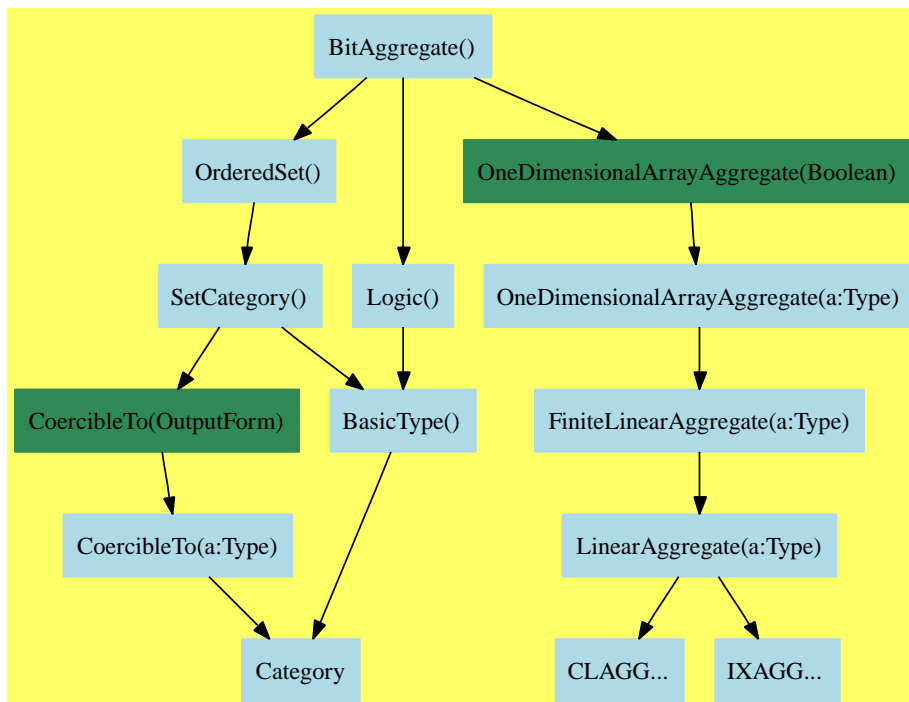 BitAggregate()
OrderedSet()
OneDimensionalArrayAggregate(Boolean)
SetCategory()
Logic()
OneDimensionalArrayAggregate(a:Type)
CoercibleTo(OutputForm)
BasicType()
FiniteLinearAggregate(a:Type)
CoercibleTo(a:Type)
LinearAggregate(a:Type)
Category
CLAGG...
IXAGG...